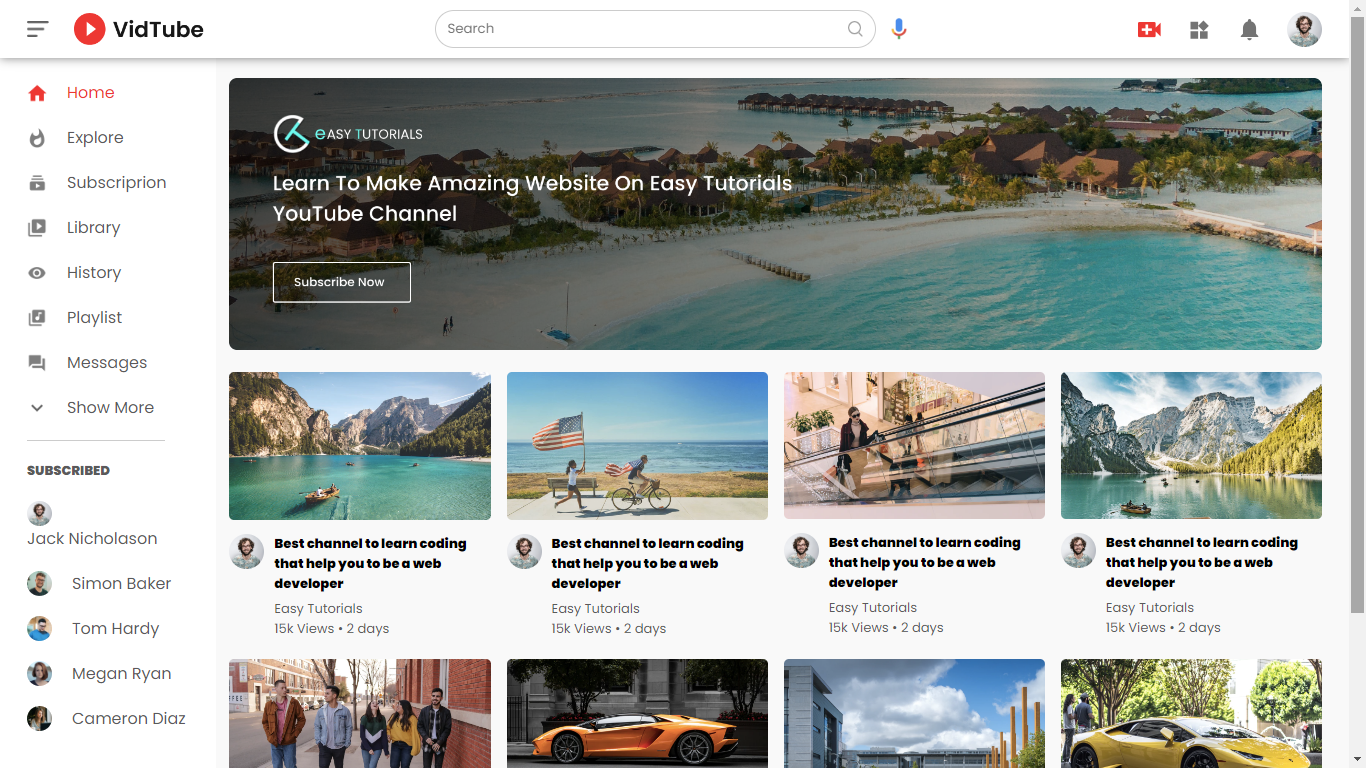 VidTube
Search
Home
Explore
Subscriprion
Library
History
Playlist
Messages
Show More
SUBSCRIBED
Jack Nicholason
Simon Baker
Tom Hardy
Megan Ryan
Cameron Diaz
eASY TUTORIALS
Learn To Make Amazing Website On Easy Tutorials
YouTube Channel
Subscribe Now
Best channel to learn coding
that help you to be a web
developer
Easy Tutorials
15k Views • 2 days
Best channel to learn coding
that help you to be a web
developer
Easy Tutorials
15k Views • 2 days
Best channel to learn coding
that help you to be a web
developer
Easy Tutorials
15k Views • 2 days
Best channel to learn coding
that help you to be a web
developer
Easy Tutorials
15k Views • 2 days